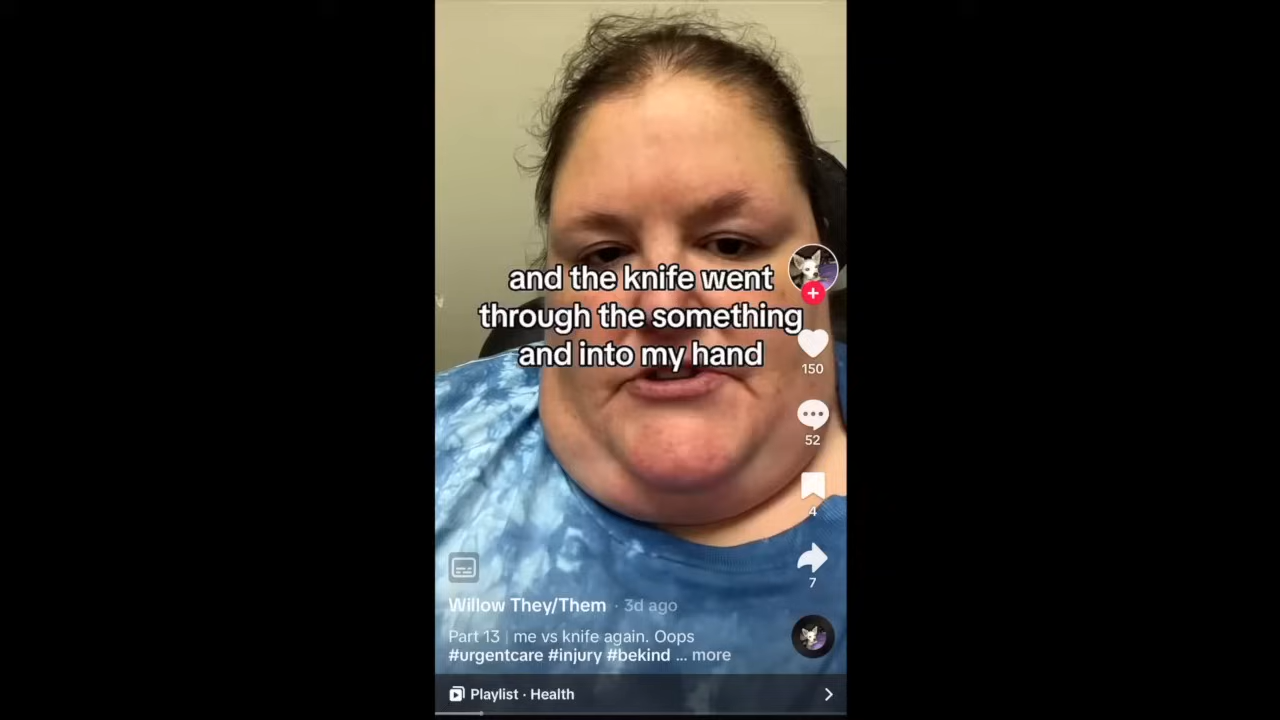 and the knife went
through the something
and into my hand
150
52
4
7
Willow They/Them · 3d ago
Part 13 | me vs knife again. Oops
#urgentcare #injury #bekind ... more
Playlist · Health